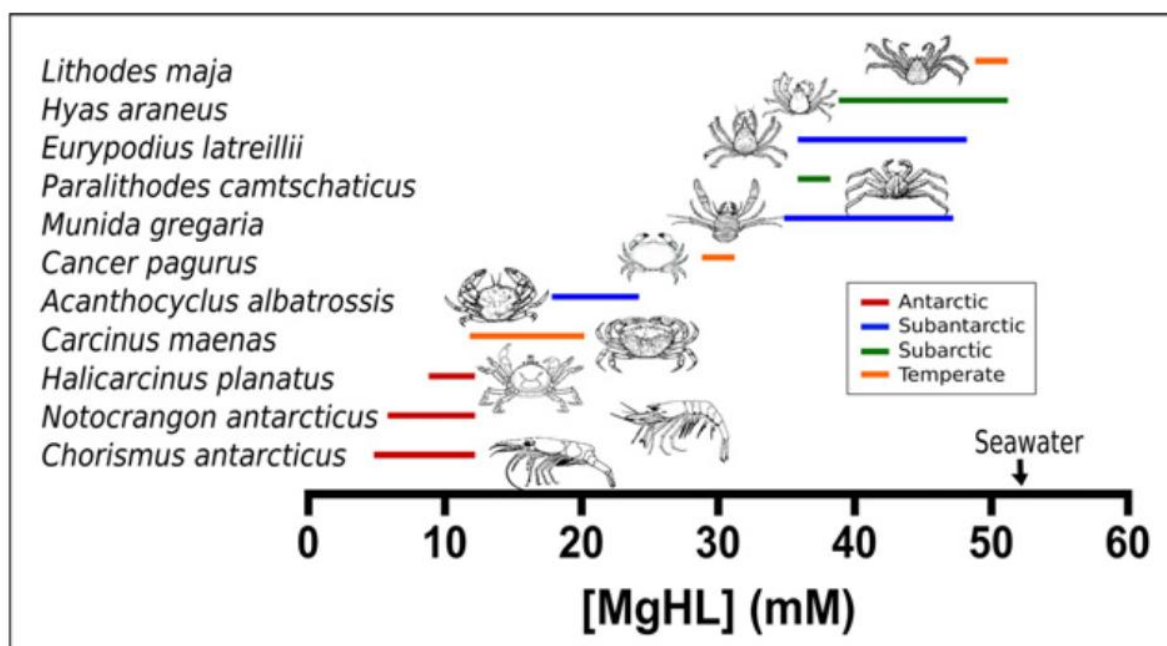 Lithodes maja
Hyas araneus
Eurypodius latreillii
Paralithodes camtschaticus
Munida gregaria
Cancer pagurus
Acanthocyclus albatrossis
Carcinus maenas
Halicarcinus planatus
Notocrangon antarcticus
Chorismus antarcticus
Antarctic
Subantarctic
Subarctic
Temperate
Seawater
0 10 20 30 40 50 60
[MgHL] (mM)